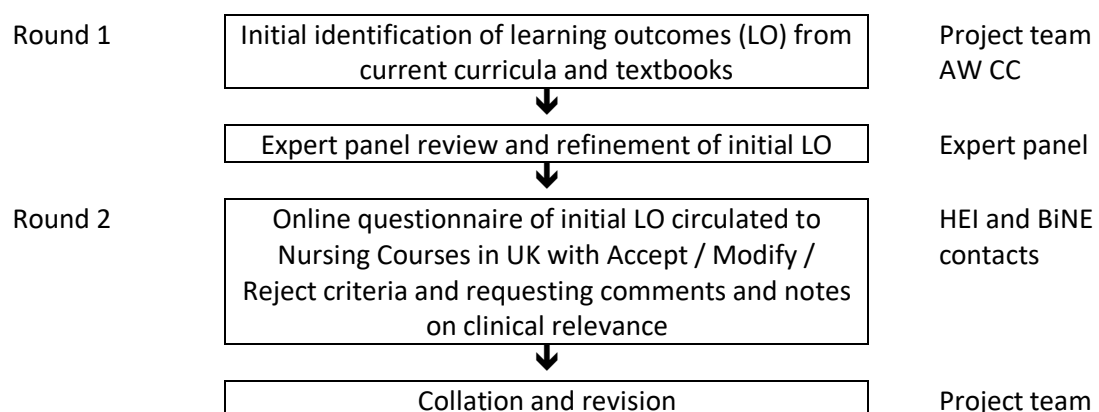 Round 1
Initial identification of learning outcomes (LO) from
current curricula and textbooks
Project team
AW CC
Expert panel review and refinement of initial LO
Expert panel
Round 2
Online questionnaire of initial LO circulated to
Nursing Courses in UK with Accept / Modify /
Reject criteria and requesting comments and notes
on clinical relevance
HEI and BiNE
contacts
Collation and revision
Project team